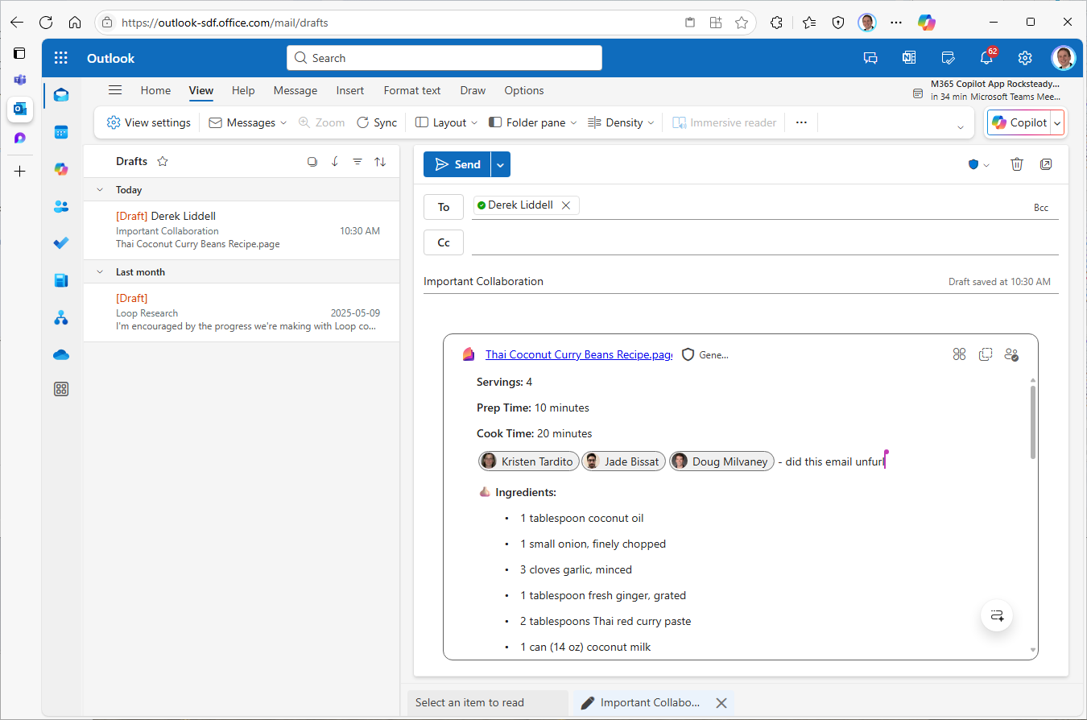 https://outlook-sdf.office.com/mail/drafts
Outlook
Search
62
Home View Help Message Insert Format text Draw Options
M365 Copilot App Rocksteady...
in 34 min Microsoft Teams Mee...
View settings Messages Zoom Sync Layout Folder pane Density Immersive reader ... Copilot
Drafts
Today
[Draft] Derek Liddell
Important Collaboration 10:30 AM
Thai Coconut Curry Beans Recipe.page
Last month
[Draft]
Loop Research 2025-05-09
I'm encouraged by the progress we're making with Loop co...
Send
To Derek Liddell Bcc
Cc
Important Collaboration Draft saved at 10:30 AM
Thai Coconut Curry Beans Recipe.page Gene...
Servings: 4
Prep Time: 10 minutes
Cook Time: 20 minutes
Kristen Tardito Jade Bissat Doug Milvaney - did this email unfurl
Ingredients:
• 1 tablespoon coconut oil
• 1 small onion, finely chopped
• 3 cloves garlic, minced
• 1 tablespoon fresh ginger, grated
• 2 tablespoons Thai red curry paste
• 1 can (14 oz) coconut milk
Select an item to read Important Collabo...